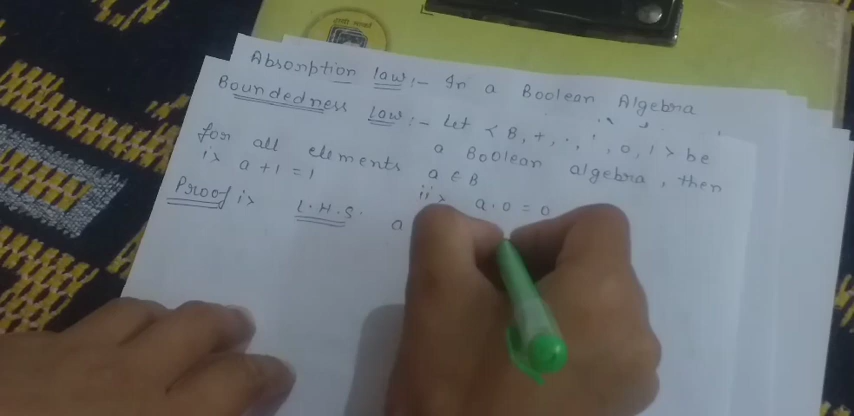 Absorption law:- In a Boolean Algebra
Boundedness Law:- Let < B, +, ., ', 0, 1 > be
a Boolean algebra, then
for all elements a ∈ B
i> a + 1 = 1 ii> a . 0 = 0
Proof i> L.H.S. a